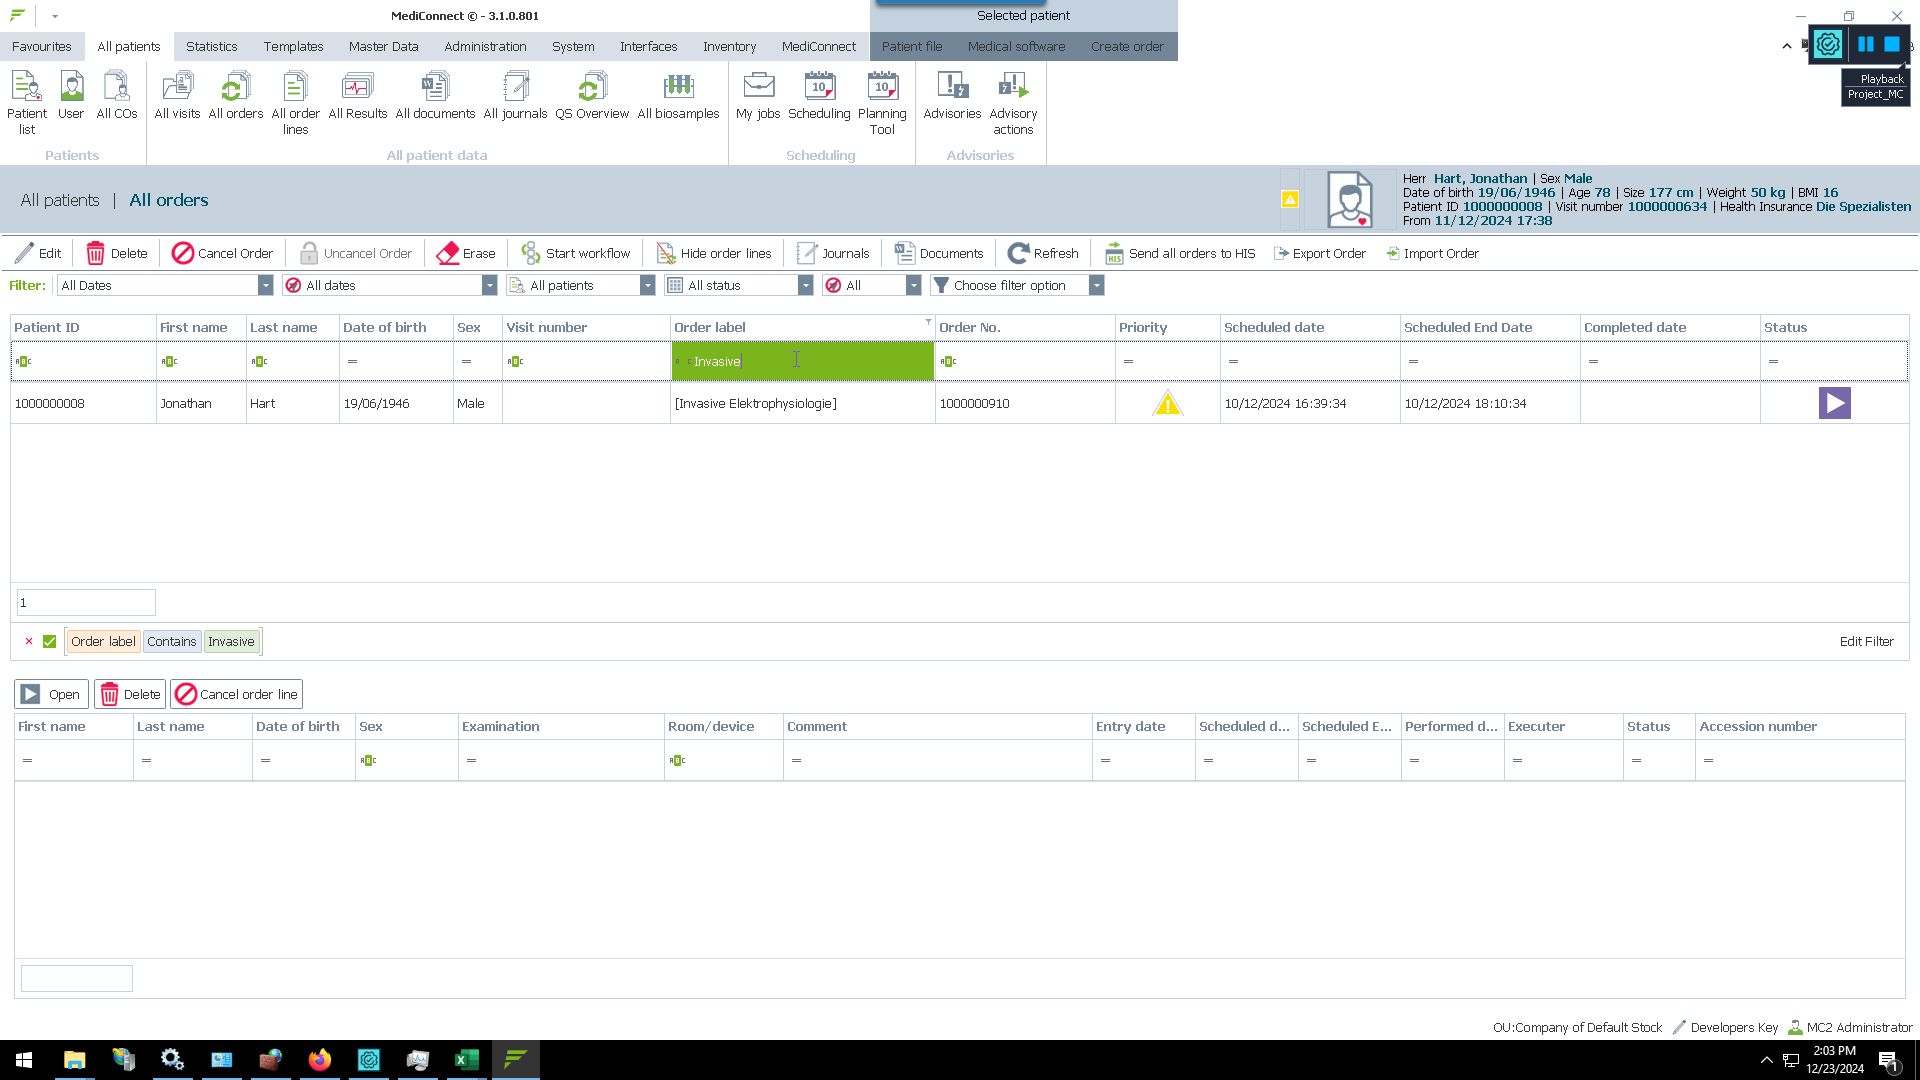 MediConnect © - 3.1.0.801
Selected patient
Favourites All patients Statistics Templates Master Data Administration System Interfaces Inventory MediConnect Patient file Medical software Create order
Playback
Project_MC
Patient list User All COs All visits All orders All order lines All Results All documents All journals QS Overview All biosamples My jobs Scheduling Planning Tool Advisories Advisory actions
Patients All patient data Scheduling Advisories
All patients | All orders
Herr Hart, Jonathan | Sex Male
Date of birth 19/06/1946 | Age 78 | Size 177 cm | Weight 50 kg | BMI 16
Patient ID 1000000008 | Visit number 1000000634 | Health Insurance Die Spezialisten
From 11/12/2024 17:38
Edit Delete Cancel Order Uncancel Order Erase Start workflow Hide order lines Journals Documents Refresh Send all orders to HIS Export Order Import Order
Filter: All Dates All dates All patients All status All Choose filter option
Patient ID First name Last name Date of birth Sex Visit number Order label Order No. Priority Scheduled date Scheduled End Date Completed date Status
ABC ABC ABC = = ABC Invasive ABC = = = = =
1000000008 Jonathan Hart 19/06/1946 Male [Invasive Elektrophysiologie] 1000000910 10/12/2024 16:39:34 10/12/2024 18:10:34
1
Order label Contains Invasive Edit Filter
Open Delete Cancel order line
First name Last name Date of birth Sex Examination Room/device Comment Entry date Scheduled d... Scheduled E... Performed d... Executer Status Accession number
= = = ABC = ABC = = = = = = = =
OU:Company of Default Stock Developers Key MC2 Administrator
2:03 PM
12/23/2024
1